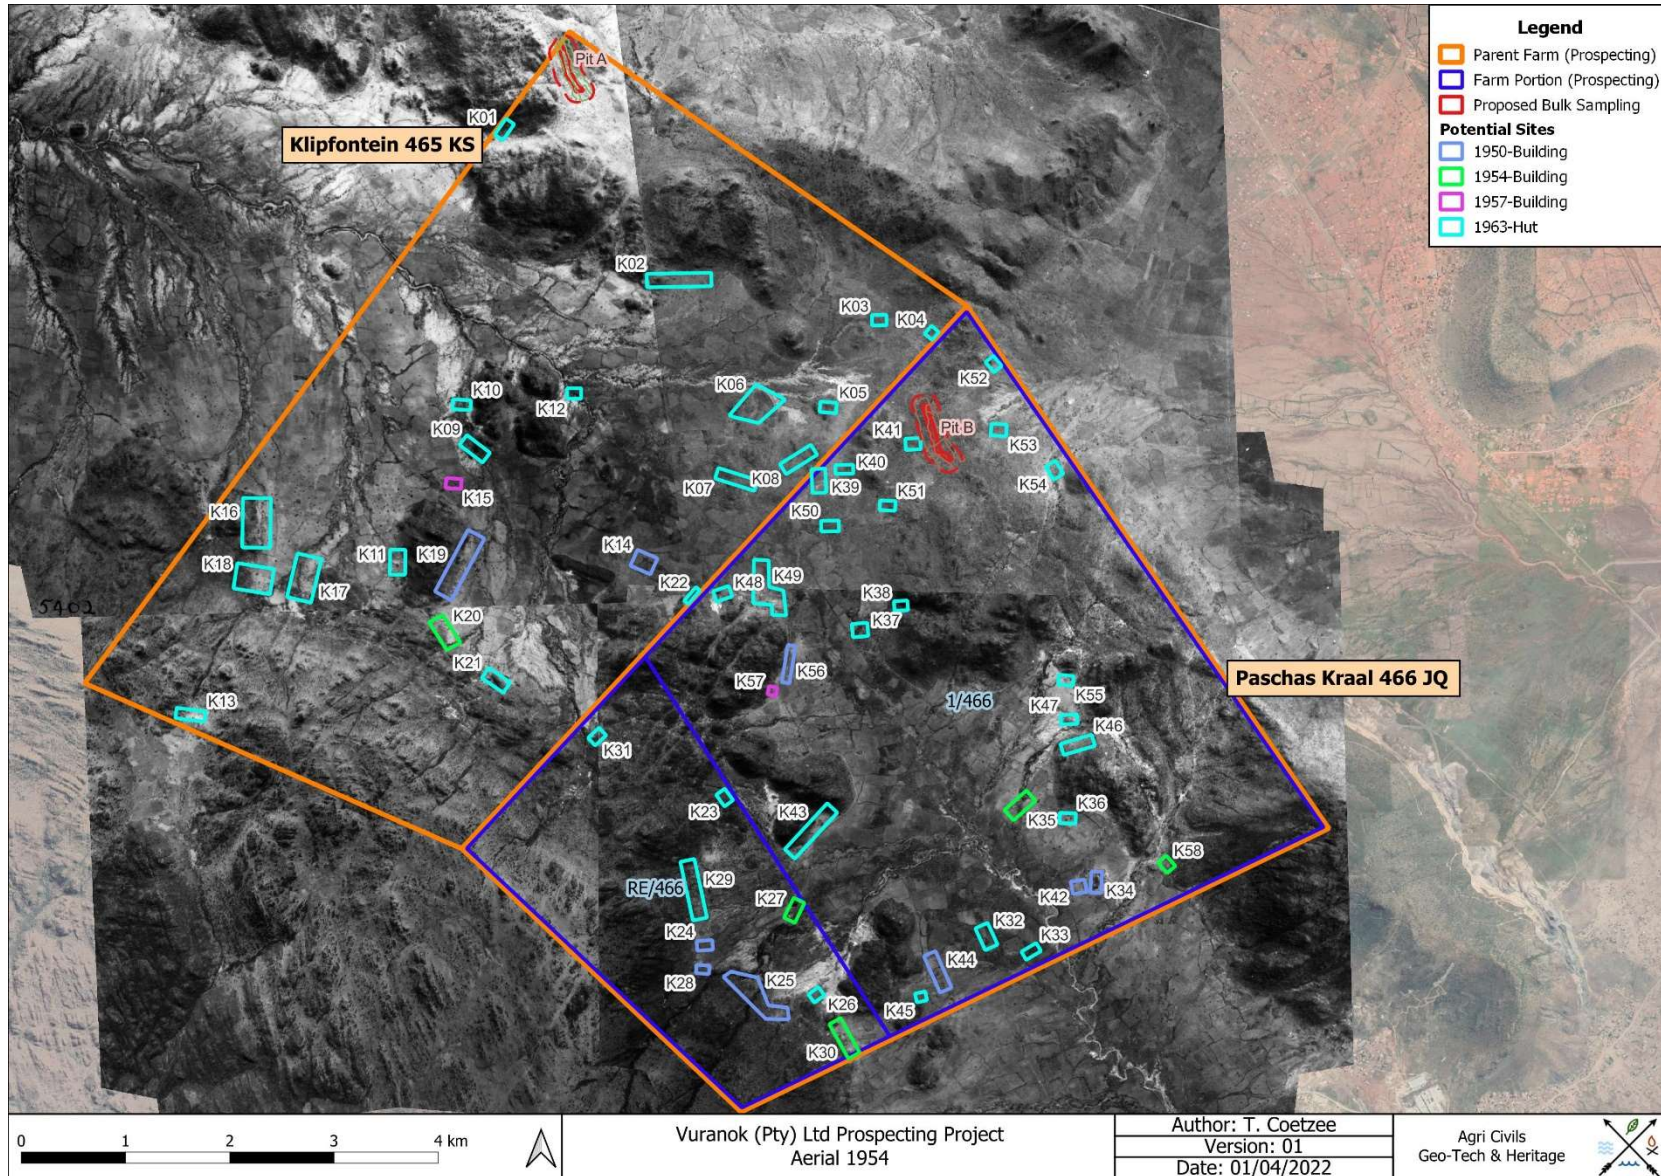 Legend
Parent Farm (Prospecting)
Farm Portion (Prospecting)
Proposed Bulk Sampling
Potential Sites
1950-Building
1954-Building
1957-Building
1963-Hut
Pit A
K01
Klipfontein 465 KS
K02
K03
K04
K52
K06
K05
K10
K12
K09
K41
Pit B
K53
K40
K08
K07
K39
K54
K15
K51
K50
K16
K14
K11
K19
K18
K17
K22
K48
K49
K38
5402
K20
K37
K21
K56
K57
K55
Paschas Kraal 466 JQ
1/466
K13
K47
K46
K31
K23
K43
K36
K35
K58
K29
RE/466
K42
K34
K27
K32
K24
K33
K28
K25
K44
K26
K45
K30
0 1 2 3 4 km
Vuranok (Pty) Ltd Prospecting Project
Aerial 1954
Author: T. Coetzee
Version: 01
Date: 01/04/2022
Agri Civils
Geo-Tech & Heritage